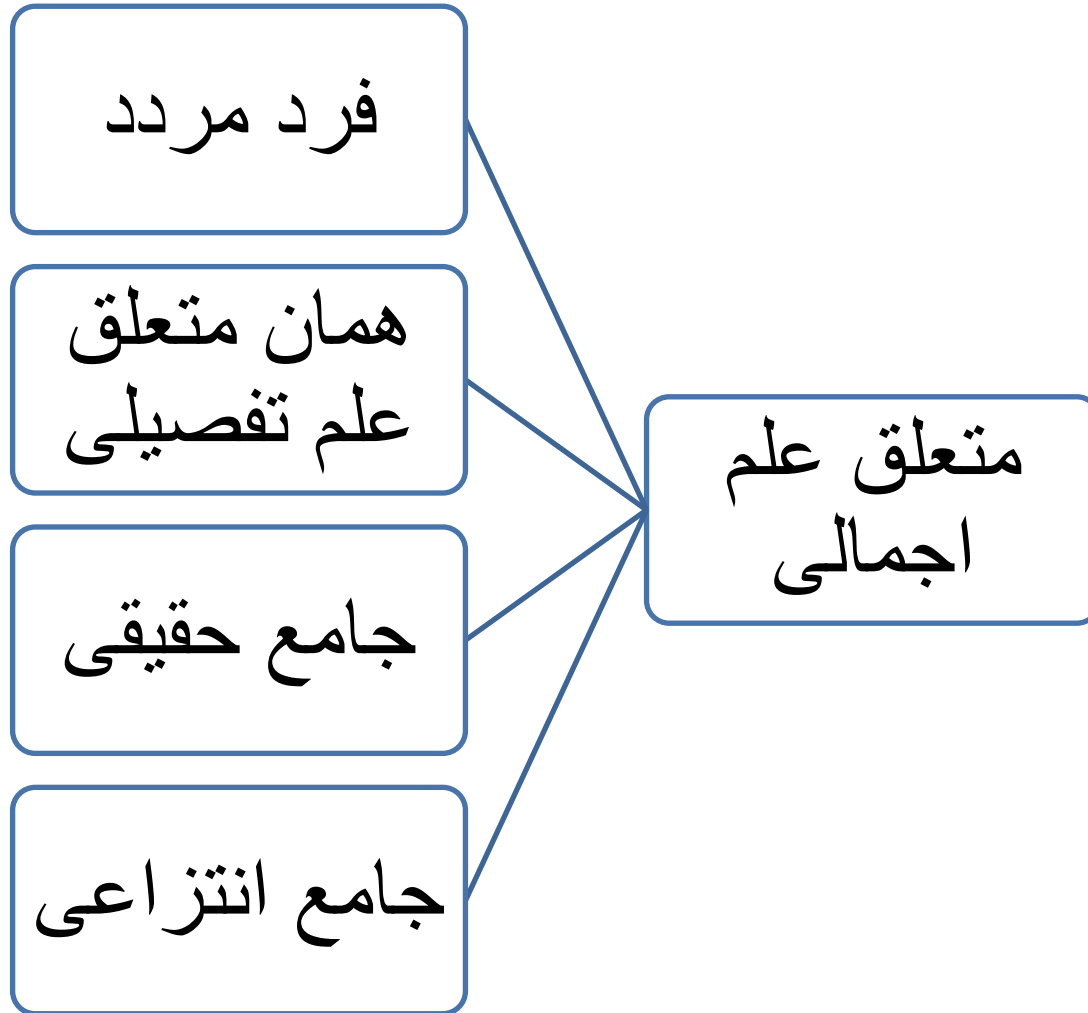 متعلق علم
اجمالی
فرد مردد
همان متعلق
علم تفصیلی
جامع حقیقی
جامع انتزاعی